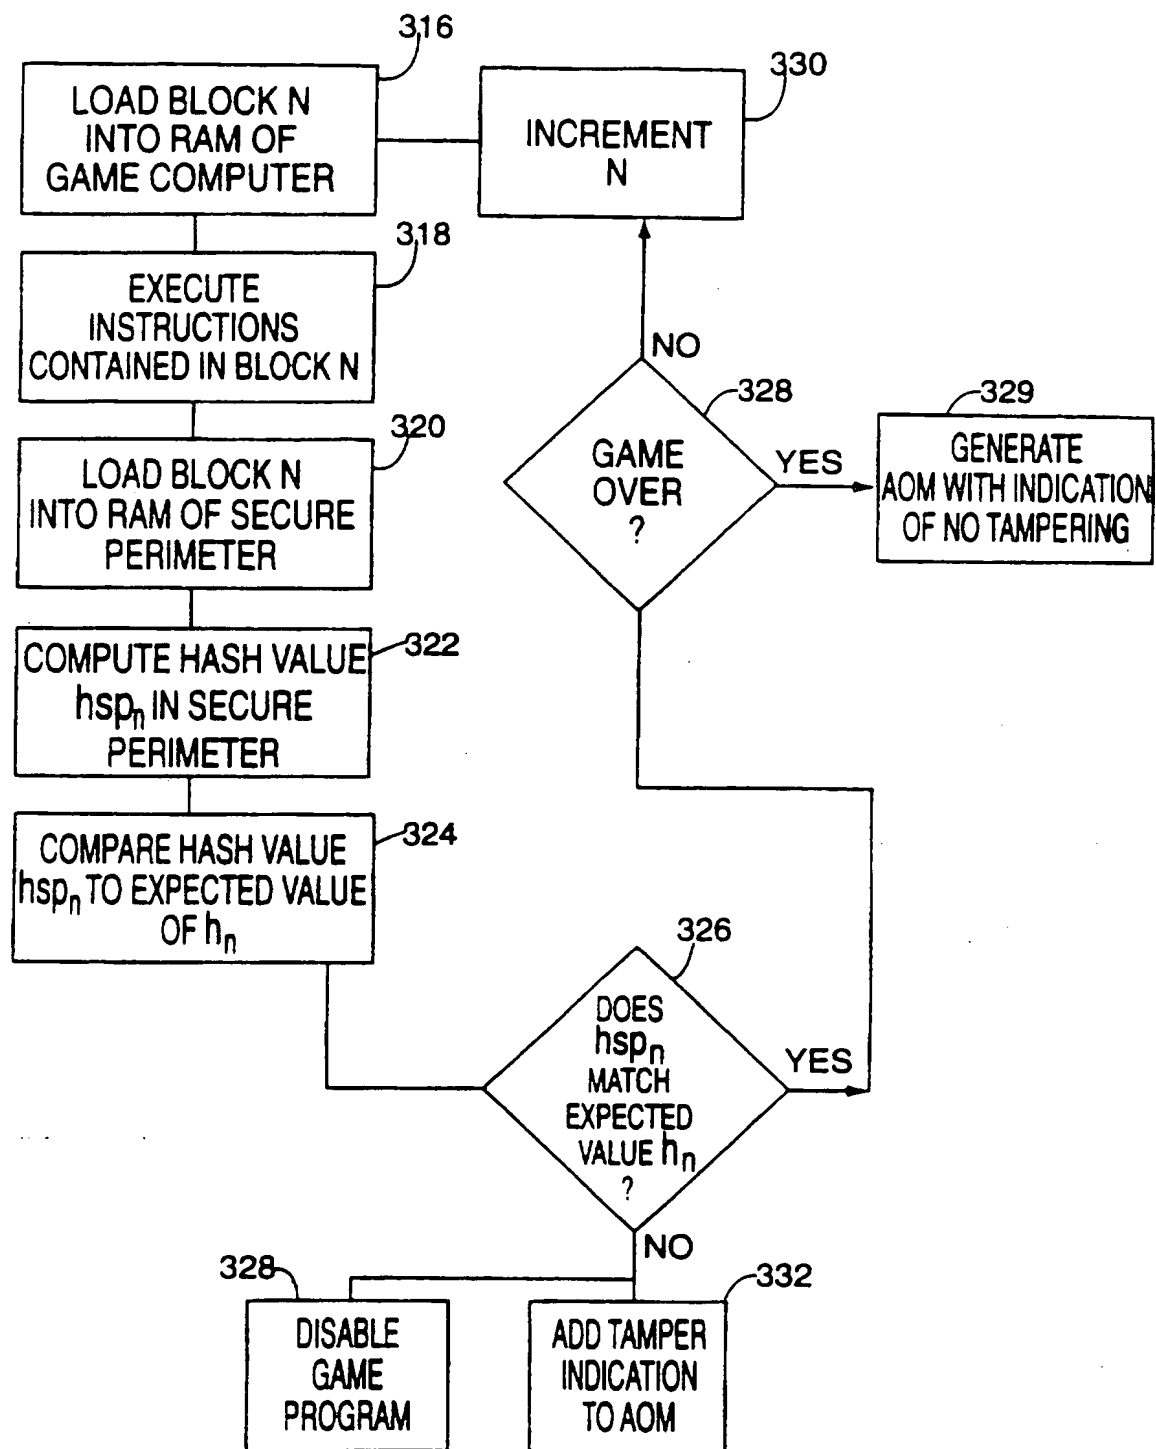 316
LOAD BLOCK N
INTO RAM OF
GAME COMPUTER
330
INCREMENT
N
318
EXECUTE
INSTRUCTIONS
CONTAINED IN BLOCK N
320
LOAD BLOCK N
INTO RAM OF SECURE
PERIMETER
322
COMPUTE HASH VALUE
hspₙ IN SECURE
PERIMETER
324
COMPARE HASH VALUE
hspₙ TO EXPECTED VALUE
OF hₙ
NO
328
GAME
OVER
?
YES
329
GENERATE
AOM WITH INDICATION
OF NO TAMPERING
326
DOES
hspₙ
MATCH
EXPECTED
VALUE hₙ
?
YES
NO
328
DISABLE
GAME
PROGRAM
332
ADD TAMPER
INDICATION
TO AOM